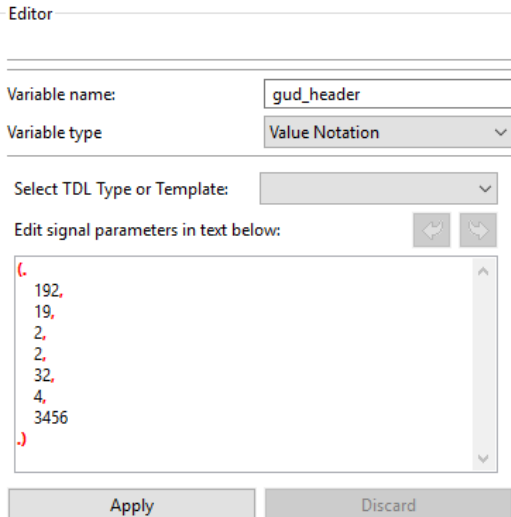 Editor
Variable name: gud_header
Variable type Value Notation
Select TDL Type or Template:
Edit signal parameters in text below:
(.
192,
19,
2,
2,
32,
4,
3456
.)
Apply Discard